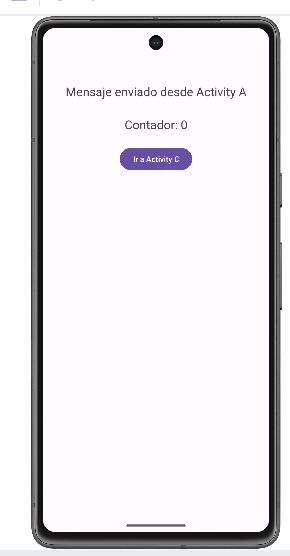 Mensaje enviado desde Activity A
Contador: 0
Ir a Activity C